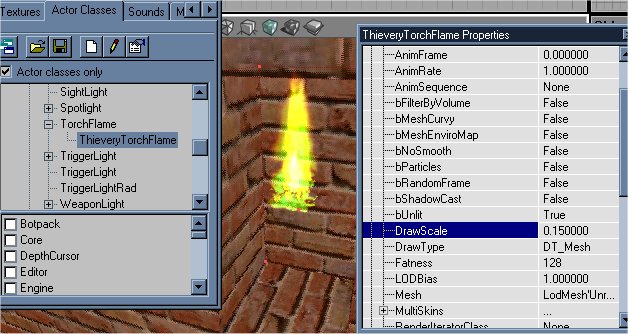 Textures
Actor Classes
Sounds
ThieveryTorchFlame Properties
Actor classes only
SightLight
Spotlight
TorchFlame
ThieveryTorchFlame
TriggerLight
TriggerLight
TriggerLightRad
WeaponLight
Botpack
Core
DepthCursor
Editor
Engine
AnimFrame 0.000000
AnimRate 1.000000
AnimSequence None
bFilterByVolume False
bMeshCurvy False
bMeshEnviroMap False
bNoSmooth False
bParticles False
bRandomFrame False
bShadowCast False
bUnlit True
DrawScale 0.150000
DrawType DT_Mesh
Fatness 128
LODBias 1.000000
Mesh LodMesh'Unr...
MultiSkins ...
RenderIteratorClass None